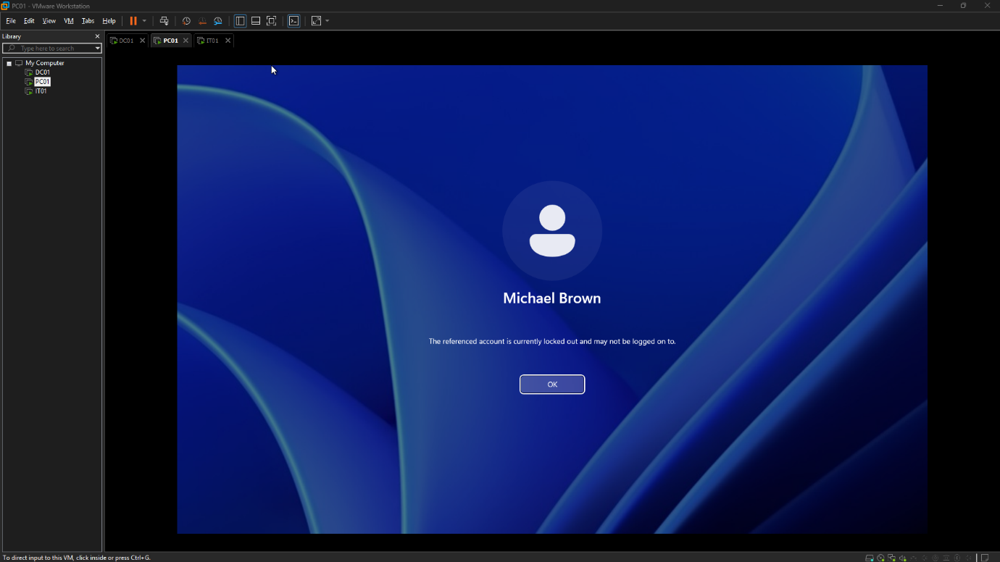 PC01 - VMware Workstation
File Edit View VM Tabs Help
Library
Type here to search
My Computer
DC01
PC01
IT01
DC01 PC01 IT01
Michael Brown
The referenced account is currently locked out and may not be logged on to.
OK
To direct input to this VM, click inside or press Ctrl+G.